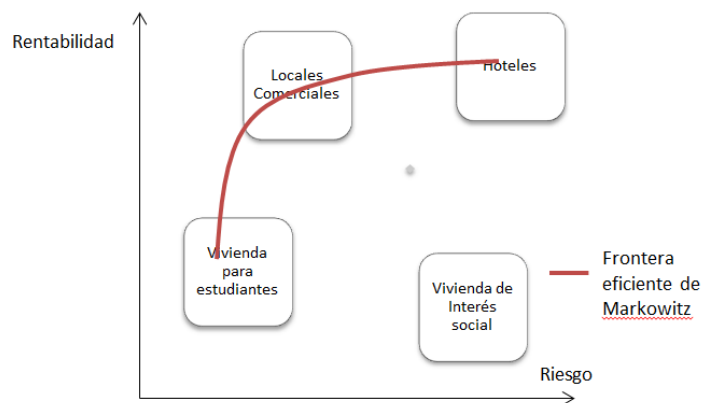 Rentabilidad
Locales
Comerciales
Hoteles
Vivienda
para
estudiantes
Vivienda de
Interés
social
Frontera
eficiente de
Markowitz
Riesgo